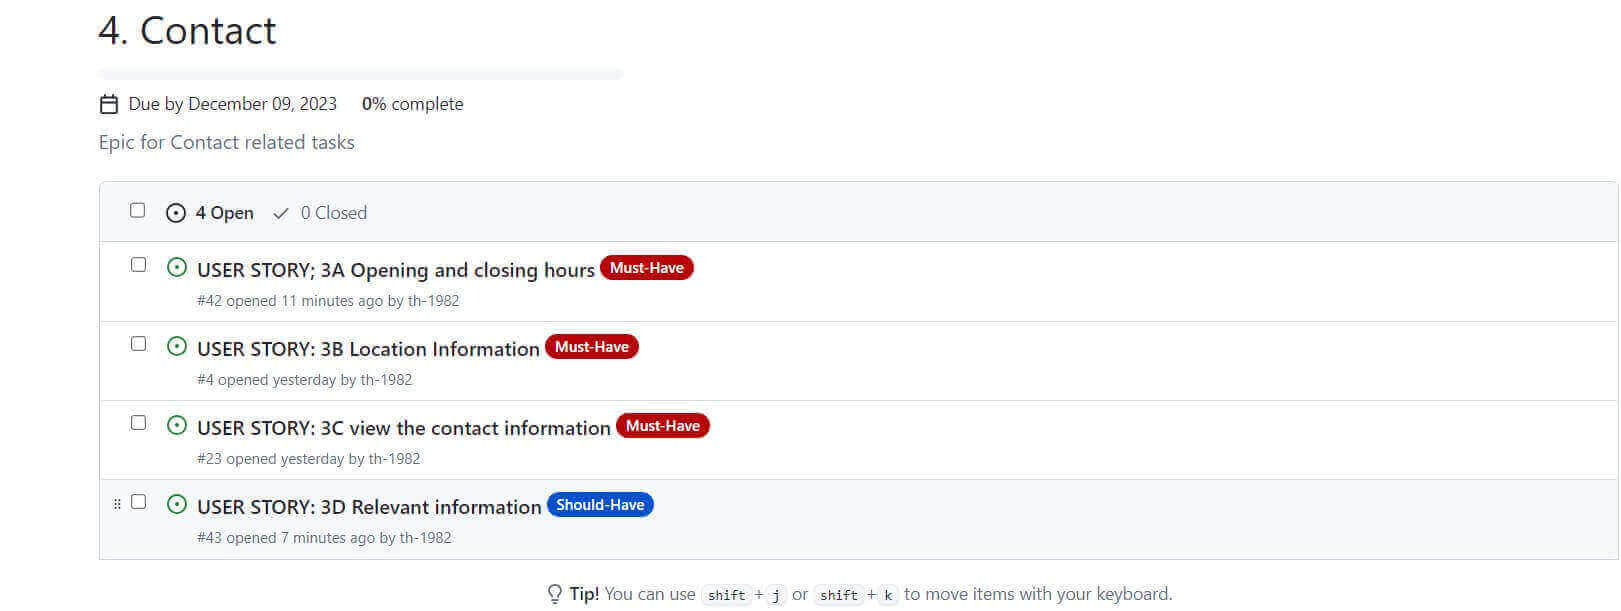 4. Contact
Due by December 09, 2023 0% complete
Epic for Contact related tasks
4 Open 0 Closed
USER STORY; 3A Opening and closing hours Must-Have
#42 opened 11 minutes ago by th-1982
USER STORY: 3B Location Information Must-Have
#4 opened yesterday by th-1982
USER STORY: 3C view the contact information Must-Have
#23 opened yesterday by th-1982
USER STORY: 3D Relevant information Should-Have
#43 opened 7 minutes ago by th-1982
Tip! You can use shift + j or shift + k to move items with your keyboard.